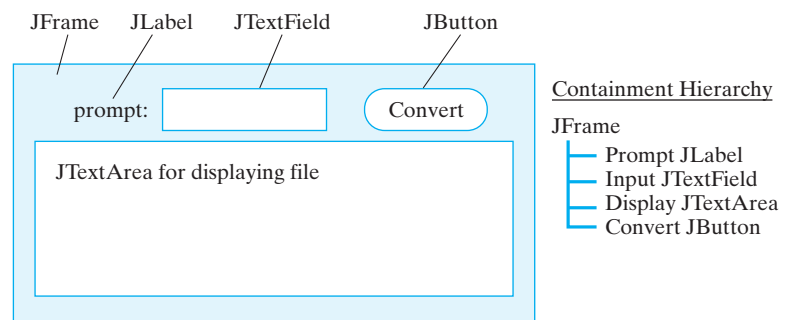 JFrame JLabel JTextField JButton
prompt: Convert
JTextArea for displaying file
Containment Hierarchy
JFrame
Prompt JLabel
Input JTextField
Display JTextArea
Convert JButton